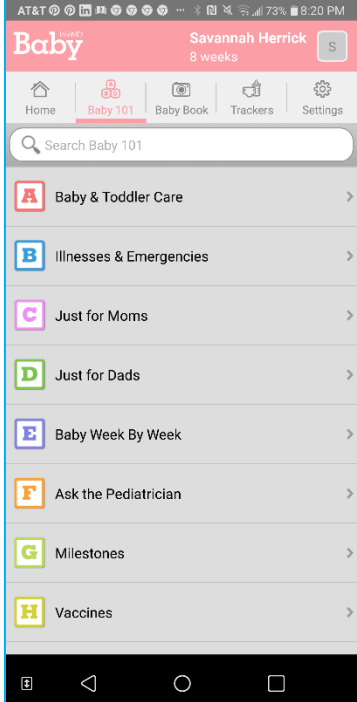 AT&T 73% 8:20 PM
WebMD
Baby
Savannah Herrick
8 weeks
S
Home Baby 101 Baby Book Trackers Settings
Search Baby 101
A Baby & Toddler Care
B Illnesses & Emergencies
C Just for Moms
D Just for Dads
E Baby Week By Week
F Ask the Pediatrician
G Milestones
H Vaccines